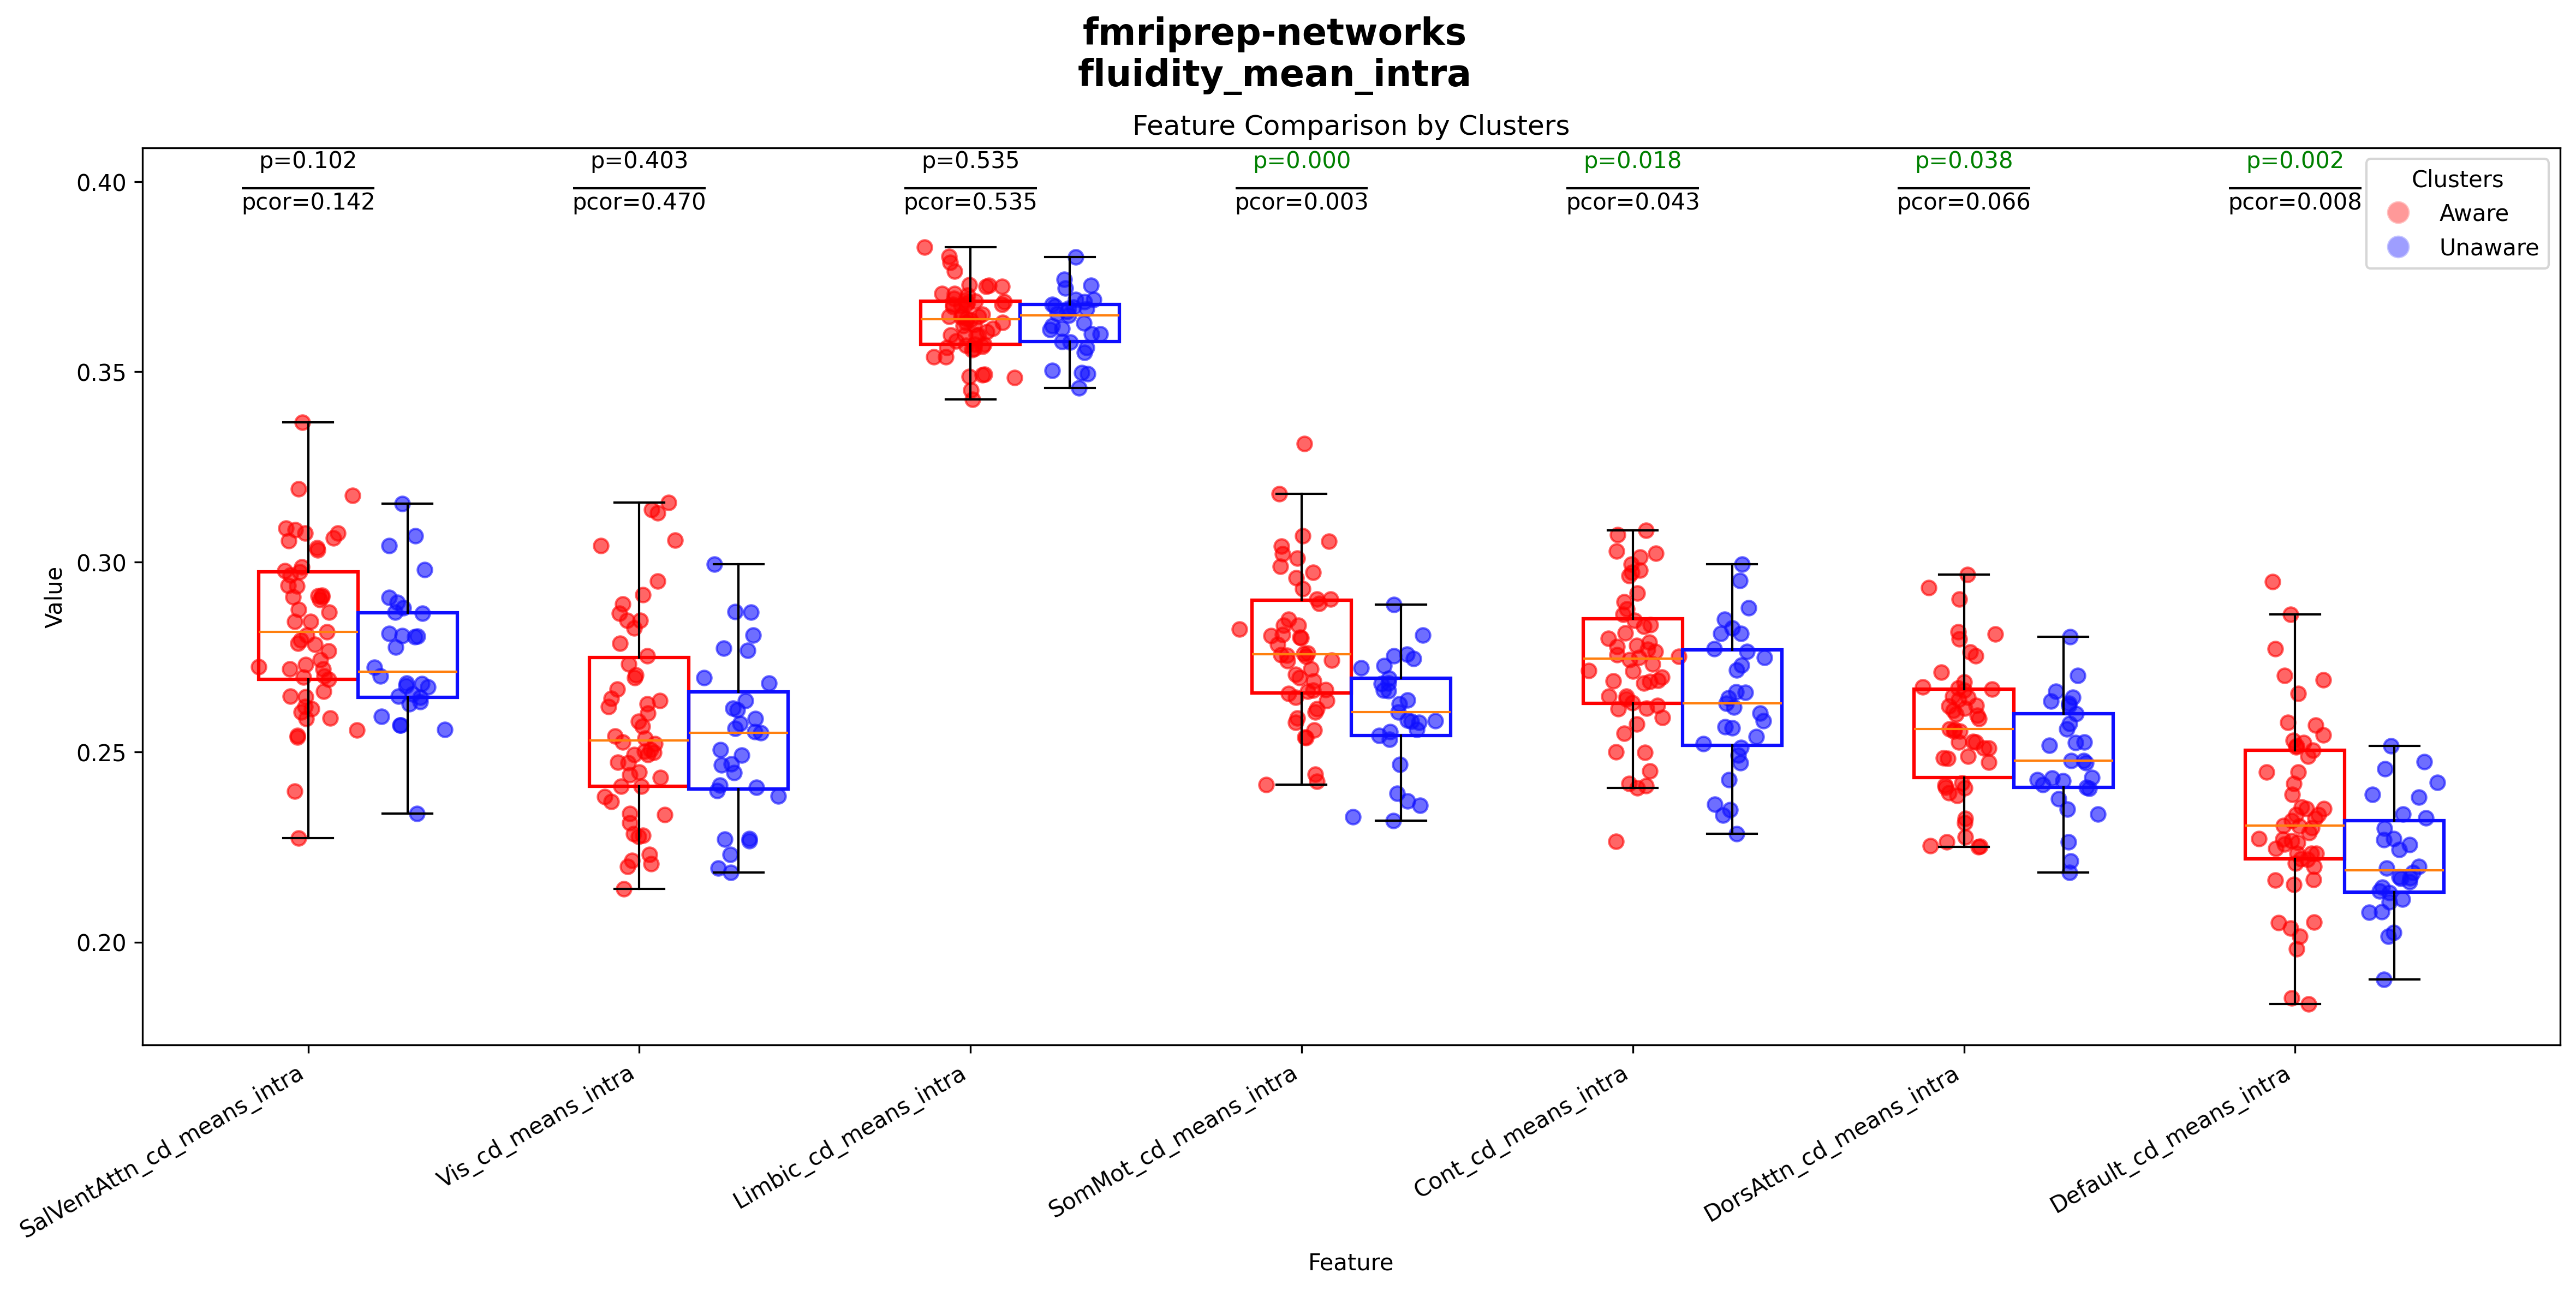 fmriprep-networks
fluidity_mean_intra
Feature Comparison by Clusters
p=0.102
p=0.403
p=0.535
p=0.000
p=0.018
p=0.038
p=0.002
pcor=0.142
pcor=0.470
pcor=0.535
pcor=0.003
pcor=0.043
pcor=0.066
pcor=0.008
Clusters
Aware
Unaware
Value
0.40
0.35
0.30
0.25
0.20
SalVentAttn_cd_means_intra
Vis_cd_means_intra
Limbic_cd_means_intra
SomMot_cd_means_intra
Cont_cd_means_intra
DorsAttn_cd_means_intra
Default_cd_means_intra
Feature